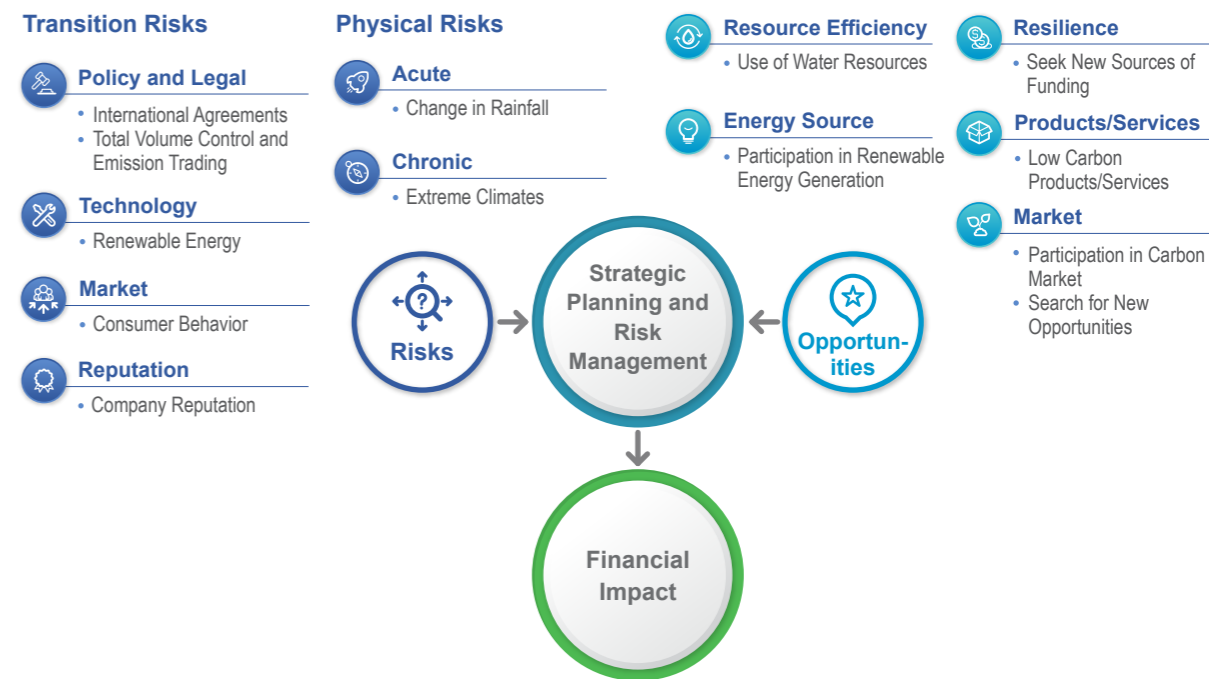 Transition Risks
Policy and Legal
• International Agreements
• Total Volume Control and
Emission Trading
Technology
• Renewable Energy
Market
• Consumer Behavior
Reputation
• Company Reputation
Physical Risks
Acute
• Change in Rainfall
Chronic
• Extreme Climates
Resource Efficiency
• Use of Water Resources
Energy Source
• Participation in Renewable
Energy Generation
Resilience
• Seek New Sources of
Funding
Products/Services
• Low Carbon
Products/Services
Market
• Participation in Carbon
Market
• Search for New
Opportunities
?
Risks
Strategic
Planning and
Risk
Management
Opportun-
ities
Financial
Impact